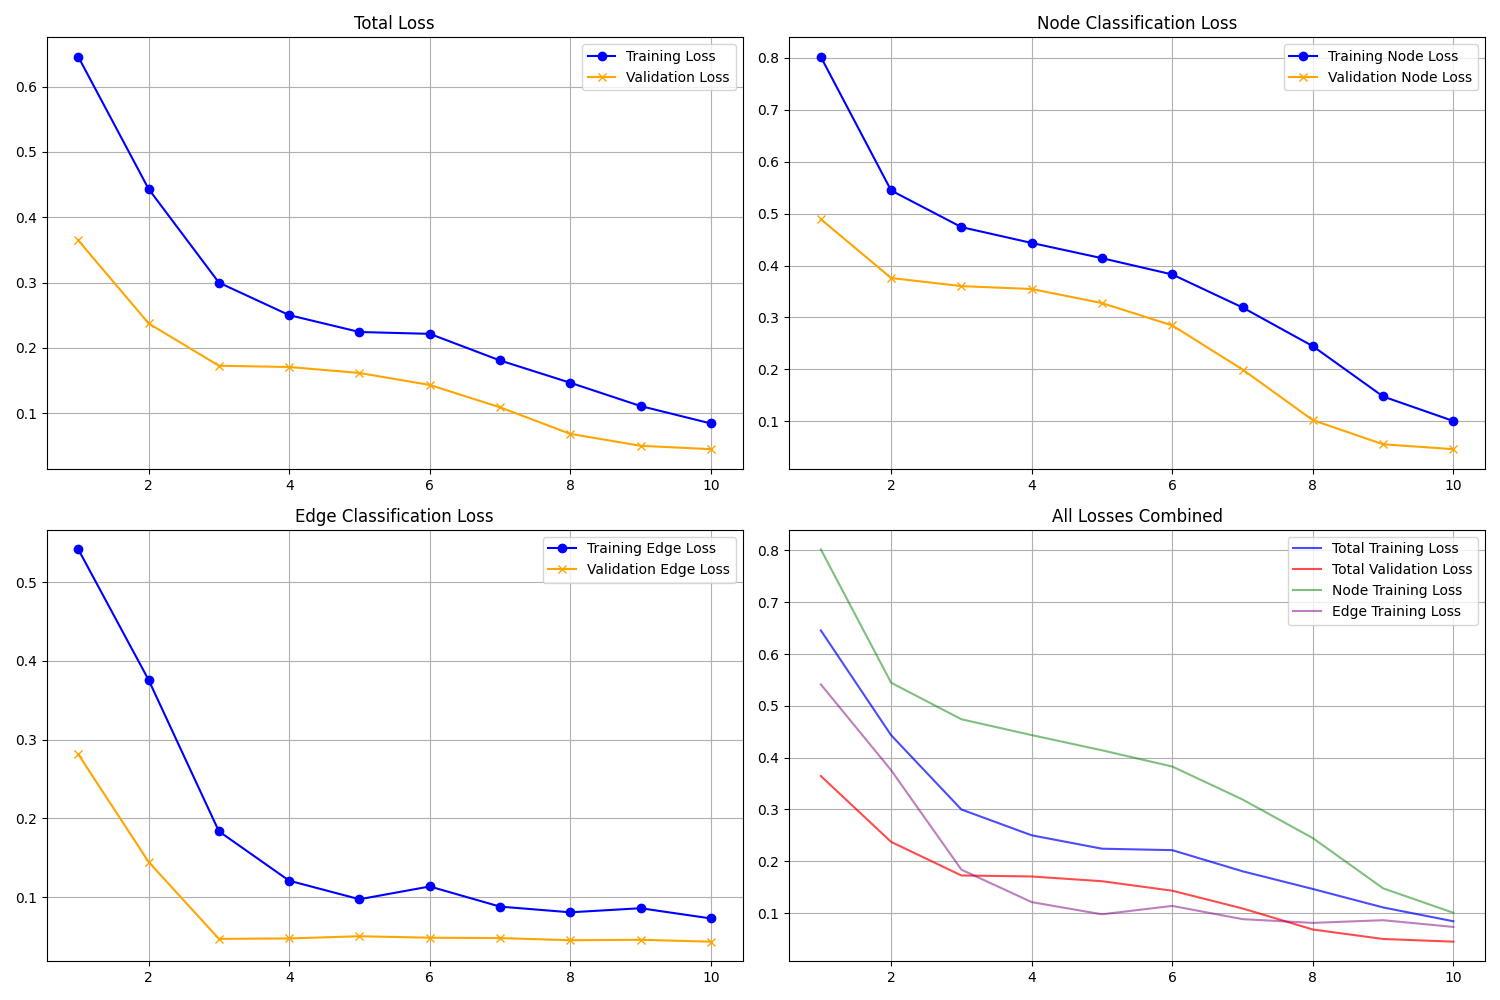 Total Loss
Training Loss
Validation Loss
0.6
0.5
0.4
0.3
0.2
0.1
2 4 6 8 10
Node Classification Loss
Training Node Loss
Validation Node Loss
0.8
0.7
0.6
0.5
0.4
0.3
0.2
0.1
2 4 6 8 10
Edge Classification Loss
Training Edge Loss
Validation Edge Loss
0.5
0.4
0.3
0.2
0.1
2 4 6 8 10
All Losses Combined
Total Training Loss
Total Validation Loss
Node Training Loss
Edge Training Loss
0.8
0.7
0.6
0.5
0.4
0.3
0.2
0.1
2 4 6 8 10